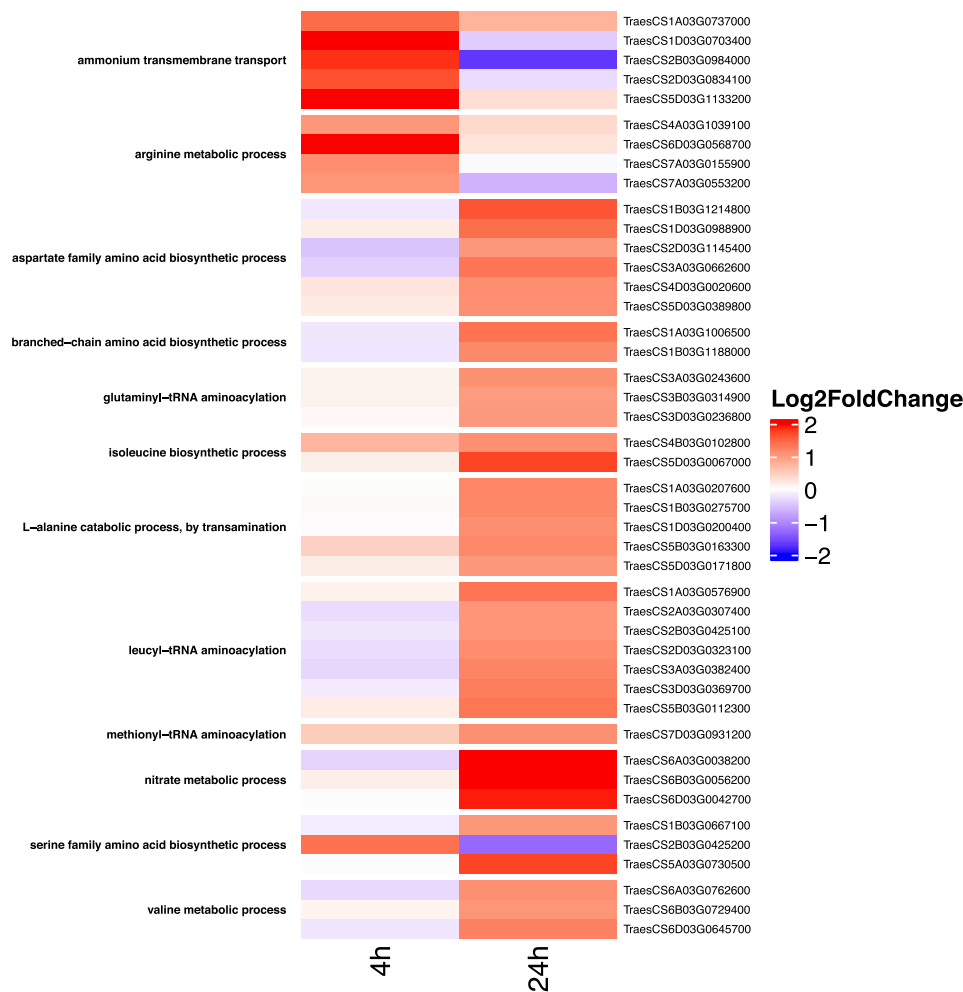 ammonium transmembrane transport
TraesCS1A03G0737000
TraesCS1D03G0703400
TraesCS2B03G0984000
TraesCS2D03G0834100
TraesCS5D03G1133200
arginine metabolic process
TraesCS4A03G1039100
TraesCS6D03G0568700
TraesCS7A03G0155900
TraesCS7A03G0553200
aspartate family amino acid biosynthetic process
TraesCS1B03G1214800
TraesCS1D03G0988900
TraesCS2D03G1145400
TraesCS3A03G0662600
TraesCS4D03G0020600
TraesCS5D03G0389800
branched−chain amino acid biosynthetic process
TraesCS1A03G1006500
TraesCS1B03G1188000
glutaminyl−tRNA aminoacylation
TraesCS3A03G0243600
TraesCS3B03G0314900
TraesCS3D03G0236800
isoleucine biosynthetic process
TraesCS4B03G0102800
TraesCS5D03G0067000
L−alanine catabolic process, by transamination
TraesCS1A03G0207600
TraesCS1B03G0275700
TraesCS1D03G0200400
TraesCS5B03G0163300
TraesCS5D03G0171800
leucyl−tRNA aminoacylation
TraesCS1A03G0576900
TraesCS2A03G0307400
TraesCS2B03G0425100
TraesCS2D03G0323100
TraesCS3A03G0382400
TraesCS3D03G0369700
TraesCS5B03G0112300
methionyl−tRNA aminoacylation
TraesCS7D03G0931200
nitrate metabolic process
TraesCS6A03G0038200
TraesCS6B03G0056200
TraesCS6D03G0042700
serine family amino acid biosynthetic process
TraesCS1B03G0667100
TraesCS2B03G0425200
TraesCS5A03G0730500
valine metabolic process
TraesCS6A03G0762600
TraesCS6B03G0729400
TraesCS6D03G0645700
4h
24h
Log2FoldChange
2
1
0
−1
−2